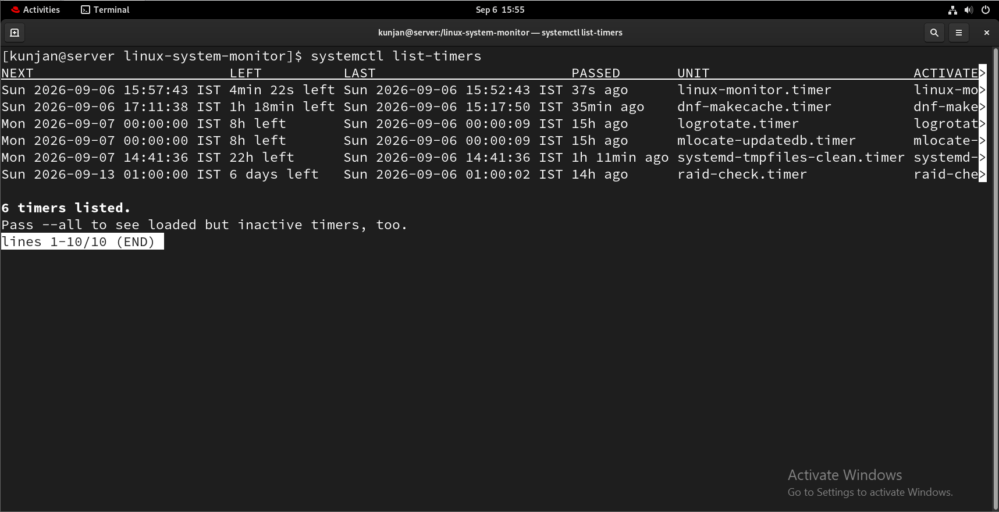 Activities Terminal Sep 6 15:55
kunjan@server:/linux-system-monitor — systemctl list-timers
[kunjan@server linux-system-monitor]$ systemctl list-timers
NEXT LEFT LAST PASSED UNIT ACTIVATE>
Sun 2026-09-06 15:57:43 IST 4min 22s left Sun 2026-09-06 15:52:43 IST 37s ago linux-monitor.timer linux-mo>
Sun 2026-09-06 17:11:38 IST 1h 18min left Sun 2026-09-06 15:17:50 IST 35min ago dnf-makecache.timer dnf-make>
Mon 2026-09-07 00:00:00 IST 8h left Sun 2026-09-06 00:00:09 IST 15h ago logrotate.timer logrotat>
Mon 2026-09-07 00:00:00 IST 8h left Sun 2026-09-06 00:00:09 IST 15h ago mlocate-updatedb.timer mlocate->
Mon 2026-09-07 14:41:36 IST 22h left Sun 2026-09-06 14:41:36 IST 1h 11min ago systemd-tmpfiles-clean.timer systemd->
Sun 2026-09-13 01:00:00 IST 6 days left Sun 2026-09-06 01:00:02 IST 14h ago raid-check.timer raid-che>
6 timers listed.
Pass --all to see loaded but inactive timers, too.
lines 1-10/10 (END)
Activate Windows
Go to Settings to activate Windows.